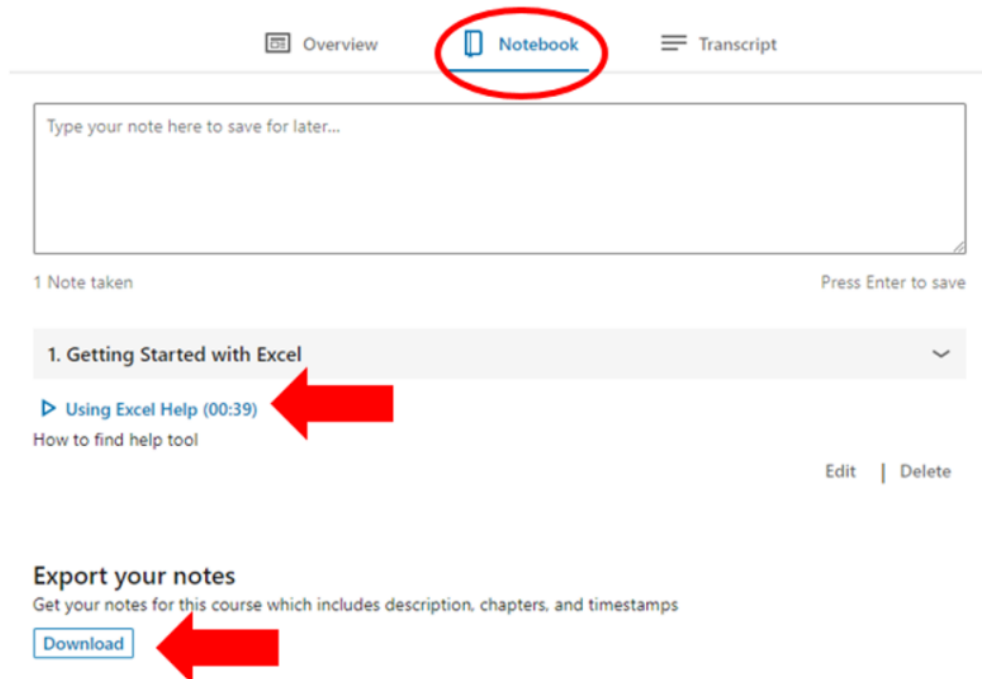 Overview Notebook Transcript
Type your note here to save for later...
1 Note taken Press Enter to save
1. Getting Started with Excel
Using Excel Help (00:39)
How to find help tool
Edit | Delete
Export your notes
Get your notes for this course which includes description, chapters, and timestamps
Download